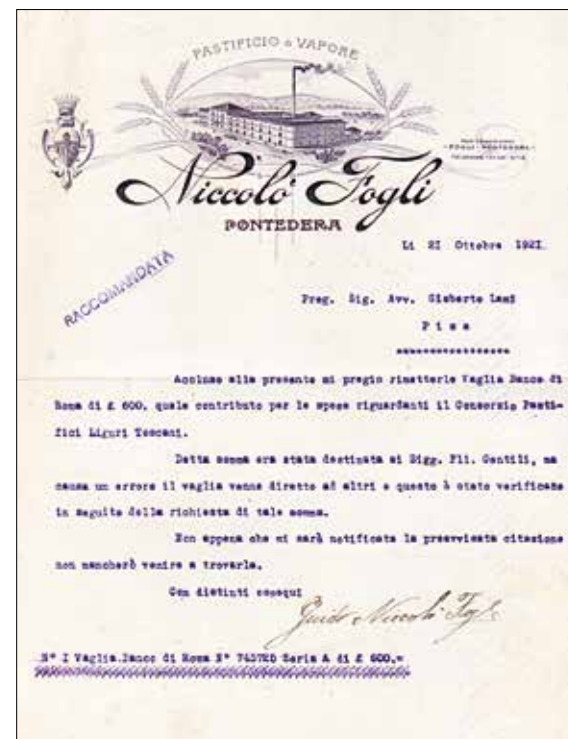 PASTIFICIO a VAPORE
Niccolò Fogli
PONTEDERA
Li 21 Ottobre 1921
RACCOMANDATA
Preg. Sig. Avv. Gisberto Lami
Pisa
Accluso alla presente mi pregio rimetterle Vaglia Banco di
Roma di £ 600. quale contributo per le spese riguardanti il Consorzio Pasti-
fici Liguri Toscani.
Detta somma era stata destinata ai Sigg. Fli. Gentili, ma
causa un errore il vaglia venne diretto ad altri e questo è stato verificato
in seguito della richiesta di tale somma.
Non appena che mi sarà notificata la preavvisata citazione
non mancherò venire a trovarla.
Con distinti ossequi
Guido Niccolò Fogli
N° I Vaglia Banco di Roma N° Serie A di £ 600.=